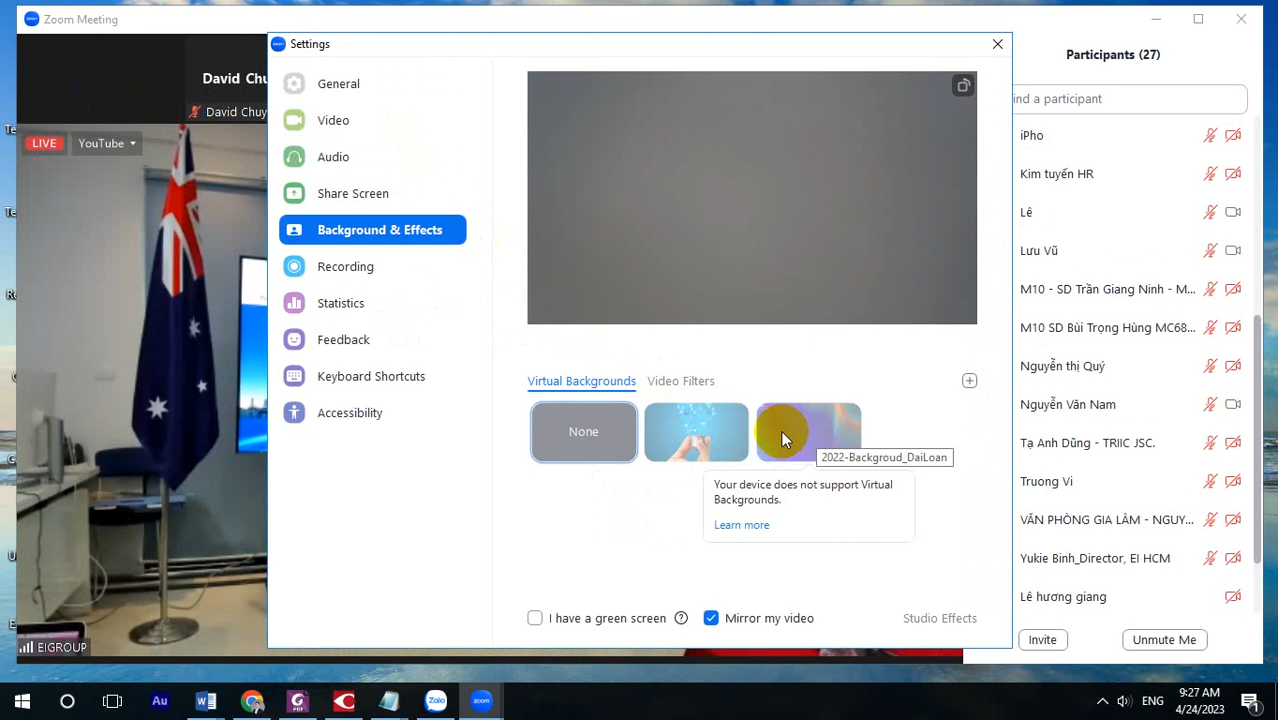 Zoom Meeting
David Chu
David Chuy
LIVE
YouTube
EIGROUP
Settings
General
Video
Audio
Share Screen
Background & Effects
Recording
Statistics
Feedback
Keyboard Shortcuts
Accessibility
Virtual Backgrounds
Video Filters
None
2022-Backgroud_DaiLoan
Your device does not support Virtual
Backgrounds.
Learn more
I have a green screen
Mirror my video
Studio Effects
Participants (27)
ind a participant
iPho
Kim tuyến HR
Lê
Lưu Vũ
M10 - SD Trần Giang Ninh - M...
M10 SD Bùi Trọng Hùng MC68...
Nguyễn thị Quý
Nguyễn Văn Nam
Tạ Anh Dũng - TRIIC JSC.
Truong Vi
VĂN PHÒNG GIA LÂM - NGUY...
Yukie Binh_Director, EI HCM
Lê hương giang
Invite
Unmute Me
Au
W
PDF
Zalo
zoom
ENG
9:27 AM
4/24/2023